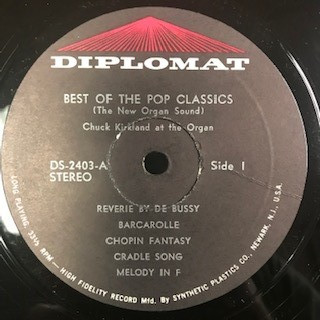 DIPLOMAT
BEST OF THE POP CLASSICS
(The New Organ Sound)
Chuck Kirkland at the Organ
DS-2403-A Side 1
STEREO
REVERIE BY DE BUSSY
BARCAROLLE
CHOPIN FANTASY
CRADLE SONG
MELODY IN F
LONG PLAYING 33⅓ RPM — HIGH FIDELITY RECORD Mfd. By SYNTHETIC PLASTICS CO., NEWARK, N.J. U.S.A.